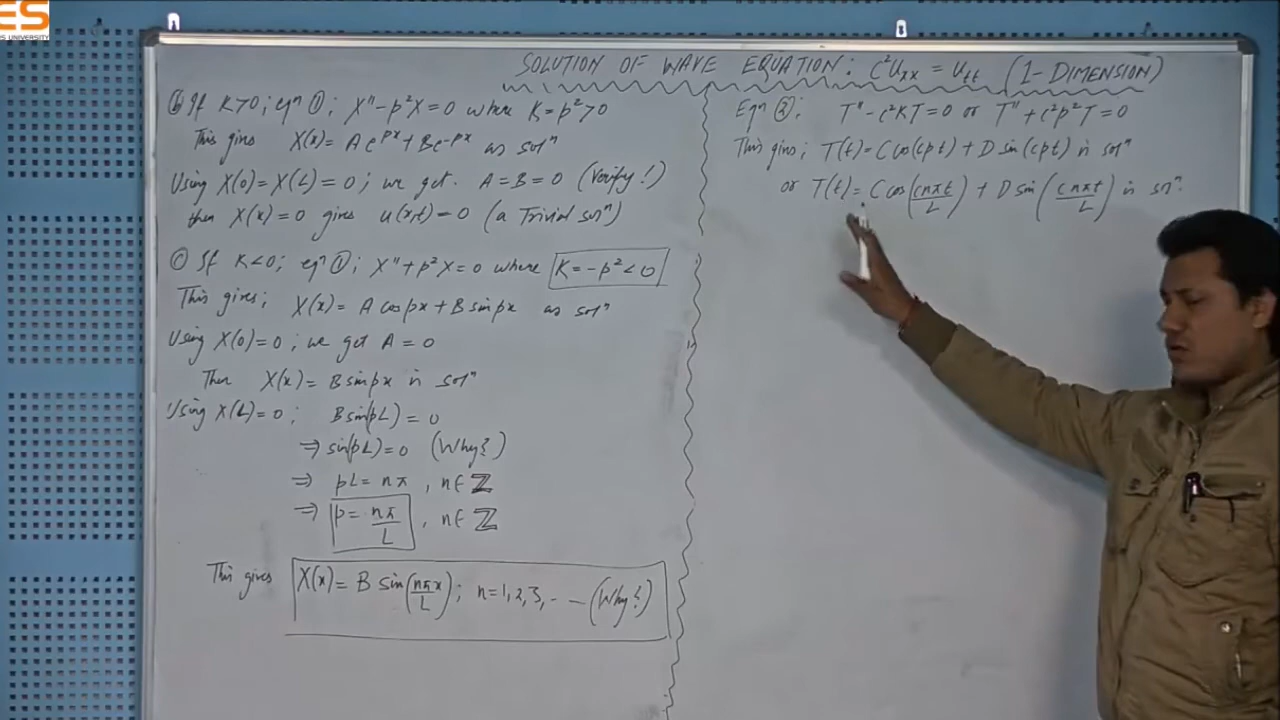 ES
S UNIVERSITY
SOLUTION OF WAVE EQUATION: C²Uxx = Utt (1-DIMENSION)
(b) If K>0; eqⁿ ①; X''-p²X=0 where K=p²>0
This gives X(x)= A e^px + B e^-px as solⁿ
Using X(0)=X(L)=0; we get. A=B=0 (Verify!)
then X(x)=0 gives u(x,t)=0 (a Trivial solⁿ)
(c) If K<0; eqⁿ ①; X''+p²X=0 where K=-p²<0
This gives; X(x)= A cos px + B sin px as solⁿ
Using X(0)=0; we get A=0
Then X(x)= B sin px is solⁿ
Using X(L)=0; B sin(pL)=0
⇒ sin(pL)=0 (Why?)
⇒ pL=nπ, n∈ℤ
⇒ p=nπ/L, n∈ℤ
This gives X(x)= B sin(nπx/L); n=1,2,3,--- (Why?)
Eqⁿ ②: T''-c²KT=0 or T''+c²p²T=0
This gives; T(t)=C cos(cpt)+D sin(cpt) is solⁿ
or T(t)= C cos(cnπt/L) + D sin(cnπt/L) is solⁿ.